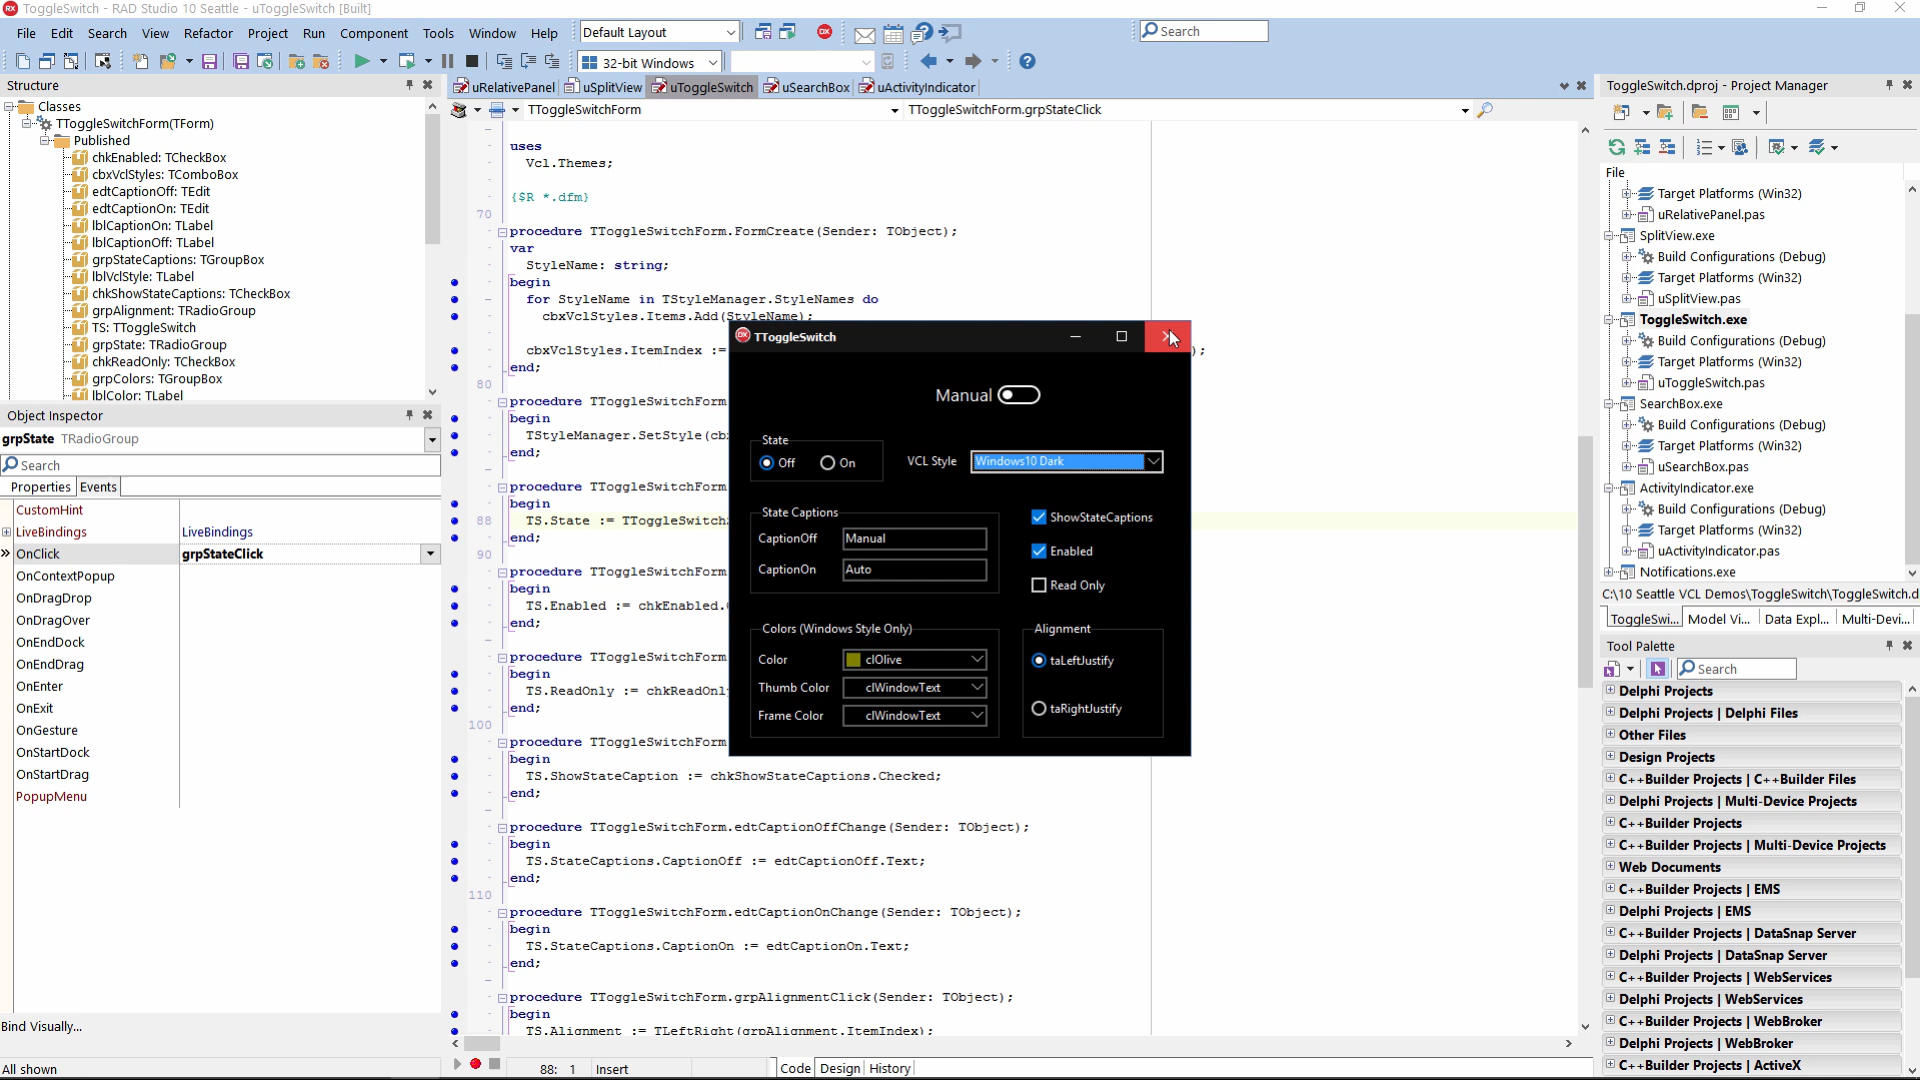 ToggleSwitch - RAD Studio 10 Seattle - uToggleSwitch [Built]
File Edit Search View Refactor Project Run Component Tools Window Help
Default Layout
Search
32-bit Windows
Structure
Classes
TToggleSwitchForm(TForm)
Published
chkEnabled: TCheckBox
cbxVclStyles: TComboBox
edtCaptionOff: TEdit
edtCaptionOn: TEdit
lblCaptionOn: TLabel
lblCaptionOff: TLabel
grpStateCaptions: TGroupBox
lblVclStyle: TLabel
chkShowStateCaptions: TCheckBox
grpAlignment: TRadioGroup
TS: TToggleSwitch
grpState: TRadioGroup
chkReadOnly: TCheckBox
grpColors: TGroupBox
lblColor: TLabel
Object Inspector
grpState TRadioGroup
Search
Properties Events
CustomHint
LiveBindings LiveBindings
OnClick grpStateClick
OnContextPopup
OnDragDrop
OnDragOver
OnEndDock
OnEndDrag
OnEnter
OnExit
OnGesture
OnStartDock
OnStartDrag
PopupMenu
Bind Visually...
All shown
uRelativePanel uSplitView uToggleSwitch uSearchBox uActivityIndicator
TToggleSwitchForm TToggleSwitchForm.grpStateClick
uses
Vcl.Themes;
{$R *.dfm}
70
procedure TToggleSwitchForm.FormCreate(Sender: TObject);
var
StyleName: string;
begin
for StyleName in TStyleManager.StyleNames do
cbxVclStyles.Items.Add(StyleName);
cbxVclStyles.ItemIndex := );
end;
80
procedure TToggleSwitchForm
begin
TStyleManager.SetStyle(cb
end;
procedure TToggleSwitchForm
begin
88 TS.State := TToggleSwitch
end;
90
procedure TToggleSwitchForm
begin
TS.Enabled := chkEnabled.
end;
procedure TToggleSwitchForm
begin
TS.ReadOnly := chkReadOnl
end;
100
procedure TToggleSwitchForm
begin
TS.ShowStateCaption := chkShowStateCaptions.Checked;
end;
procedure TToggleSwitchForm.edtCaptionOffChange(Sender: TObject);
begin
TS.StateCaptions.CaptionOff := edtCaptionOff.Text;
end;
110
procedure TToggleSwitchForm.edtCaptionOnChange(Sender: TObject);
begin
TS.StateCaptions.CaptionOn := edtCaptionOn.Text;
end;
procedure TToggleSwitchForm.grpAlignmentClick(Sender: TObject);
begin
TS.Alignment := TLeftRight(grpAlignment.ItemIndex);
88: 1 Insert
Code Design History
TToggleSwitch
Manual
State
Off On
VCL Style Windows10 Dark
State Captions
CaptionOff Manual
CaptionOn Auto
ShowStateCaptions
Enabled
Read Only
Colors (Windows Style Only)
Color clOlive
Thumb Color clWindowText
Frame Color clWindowText
Alignment
taLeftJustify
taRightJustify
ToggleSwitch.dproj - Project Manager
File
Target Platforms (Win32)
uRelativePanel.pas
SplitView.exe
Build Configurations (Debug)
Target Platforms (Win32)
uSplitView.pas
ToggleSwitch.exe
Build Configurations (Debug)
Target Platforms (Win32)
uToggleSwitch.pas
SearchBox.exe
Build Configurations (Debug)
Target Platforms (Win32)
uSearchBox.pas
ActivityIndicator.exe
Build Configurations (Debug)
Target Platforms (Win32)
uActivityIndicator.pas
Notifications.exe
C:\10 Seattle VCL Demos\ToggleSwitch\ToggleSwitch.d
ToggleSwi... Model Vi... Data Expl... Multi-Devi...
Tool Palette
Search
Delphi Projects
Delphi Projects | Delphi Files
Other Files
Design Projects
C++Builder Projects | C++Builder Files
Delphi Projects | Multi-Device Projects
C++Builder Projects
C++Builder Projects | Multi-Device Projects
Web Documents
C++Builder Projects | EMS
Delphi Projects | EMS
C++Builder Projects | DataSnap Server
Delphi Projects | DataSnap Server
C++Builder Projects | WebServices
Delphi Projects | WebServices
C++Builder Projects | WebBroker
Delphi Projects | WebBroker
C++Builder Projects | ActiveX